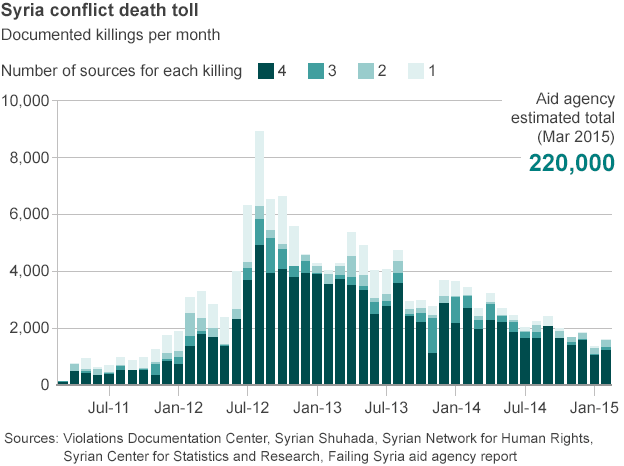 Syria conflict death toll
Documented killings per month
Number of sources for each killing 4 3 2 1
Aid agency
estimated total
(Mar 2015)
220,000
10,000
8,000
6,000
4,000
2,000
0
Jul-11 Jan-12 Jul-12 Jan-13 Jul-13 Jan-14 Jul-14 Jan-15
Sources: Violations Documentation Center, Syrian Shuhada, Syrian Network for Human Rights,
Syrian Center for Statistics and Research, Failing Syria aid agency report